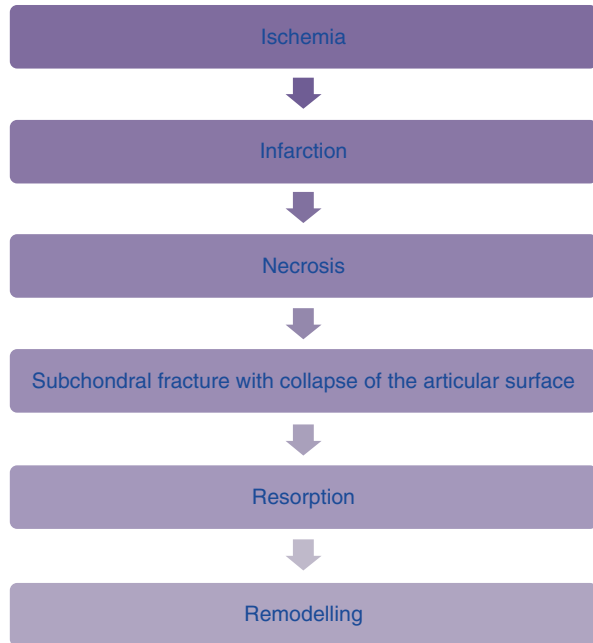 Ischemia
Infarction
Necrosis
Subchondral fracture with collapse of the articular surface
Resorption
Remodelling